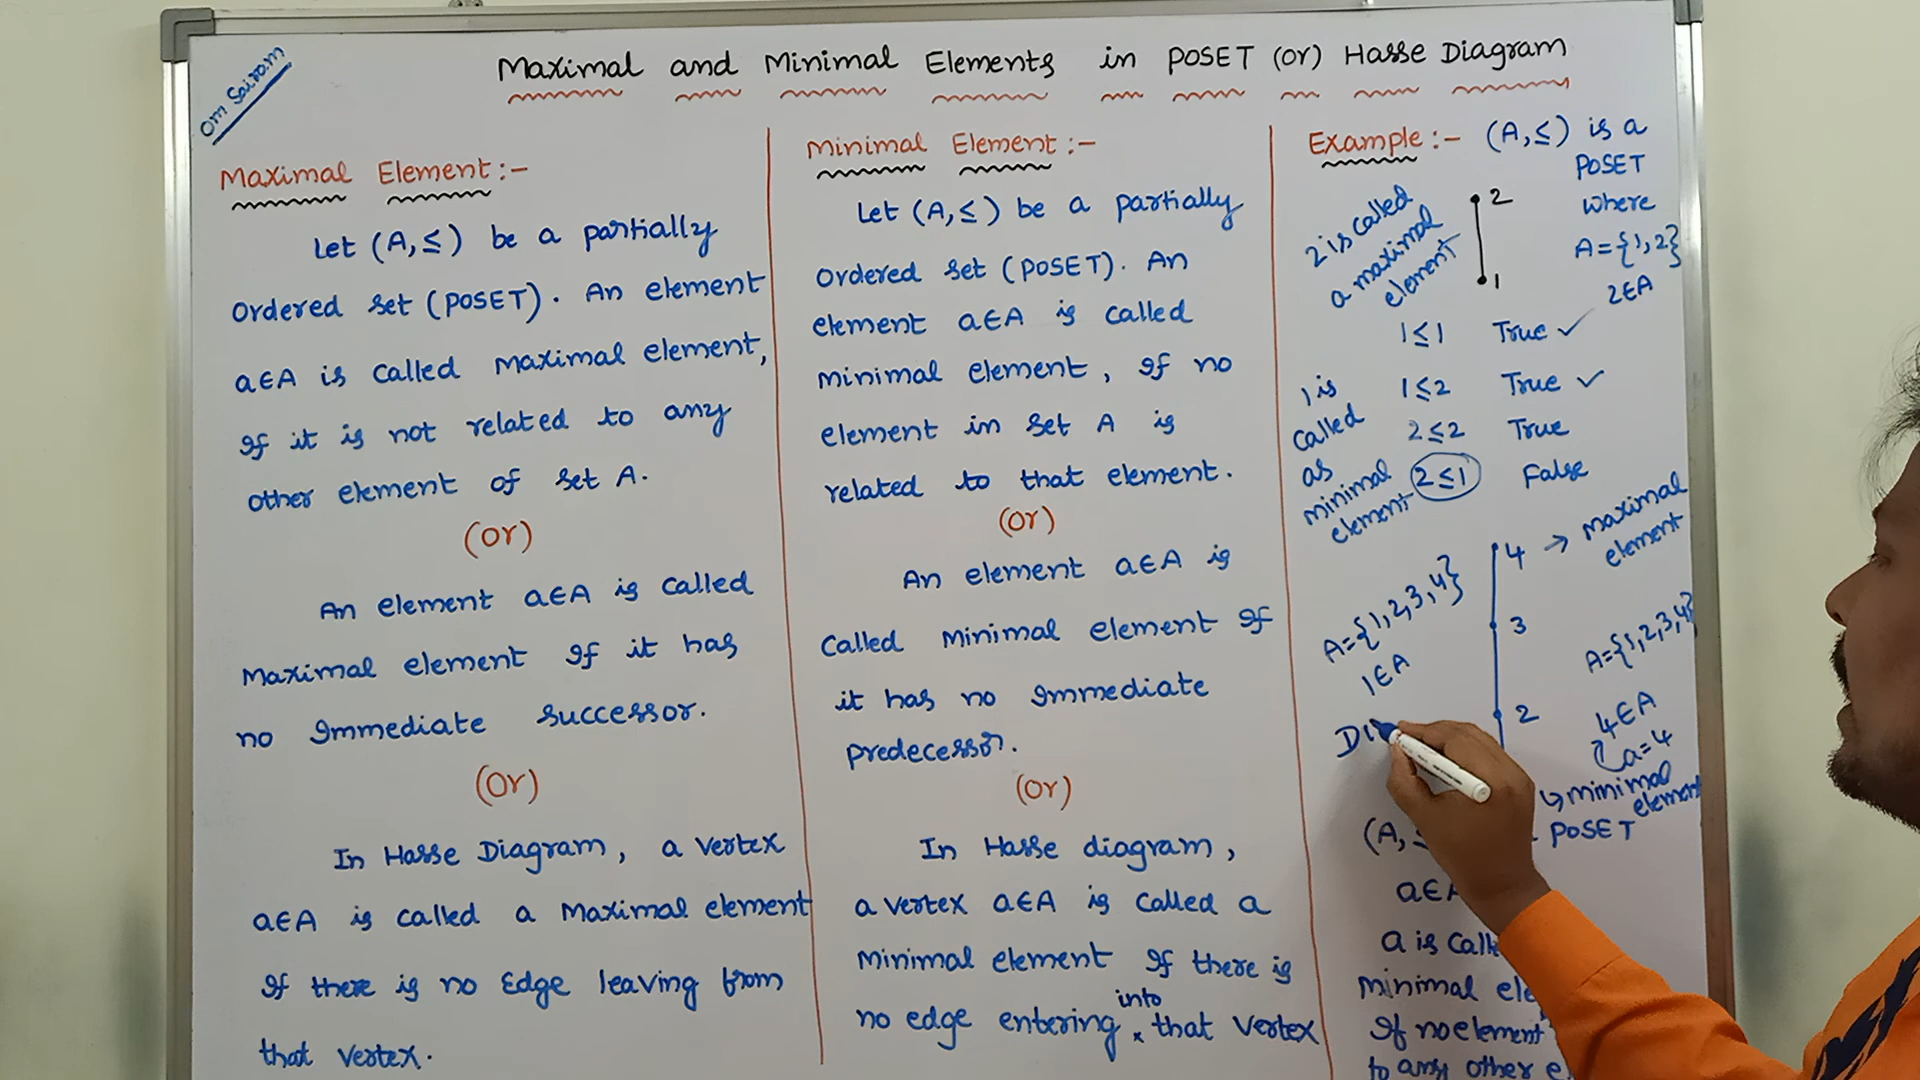 Om Sairam
Maximal and Minimal Elements in POSET (or) Hasse Diagram
Maximal Element :-
Let (A,≤) be a partially
ordered set (POSET). An element
a∈A is called maximal element,
If it is not related to any
other element of set A.
(or)
An element a∈A is called
Maximal element If it has
no Immediate successor.
(or)
In Hasse Diagram, a vertex
a∈A is called a Maximal element
If there is no Edge leaving from
that vertex.
Minimal Element :-
Let (A,≤) be a partially
ordered set (POSET). An
element a∈A is called
minimal element, If no
element in set A is
related to that element.
(or)
An element a∈A is
called minimal element If
it has no Immediate
predecessor.
(or)
In Hasse diagram,
a vertex a∈A is called a
minimal element If there is
into
no edge entering × that vertex
Example :- (A,≤) is a
POSET
where
A={1,2}
2∈A
2 is called
a maximal
element
2
1
1≤1 True ✓
1≤2 True ✓
2≤2 True
2≤1 False
1 is
called
as
minimal
element
4 → maximal
element
3
2
A={1,2,3,4}
1∈A
A={1,2,3,4}
4∈A
a=4
↳ minimal
element
(A,
POSET
a∈A
a is call
minimal ele
If no element
to any other e